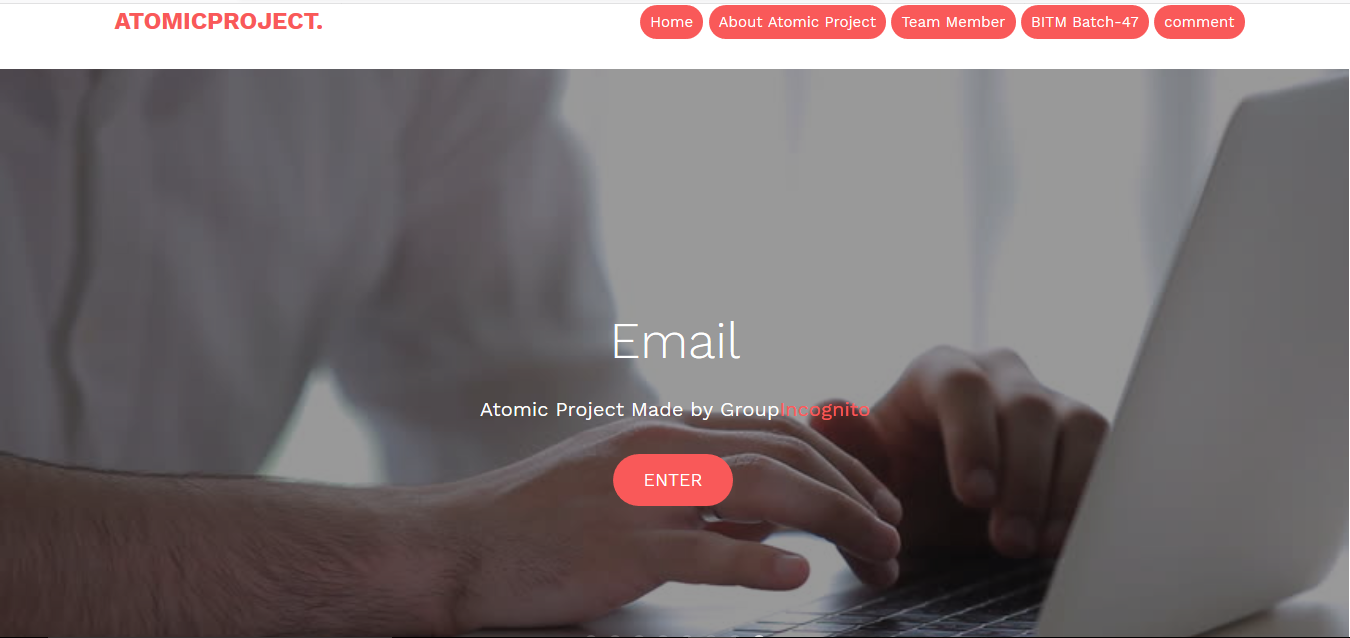 ATOMICPROJECT.
Home About Atomic Project Team Member BITM Batch-47 comment
Email
Atomic Project Made by GroupIncognito
ENTER